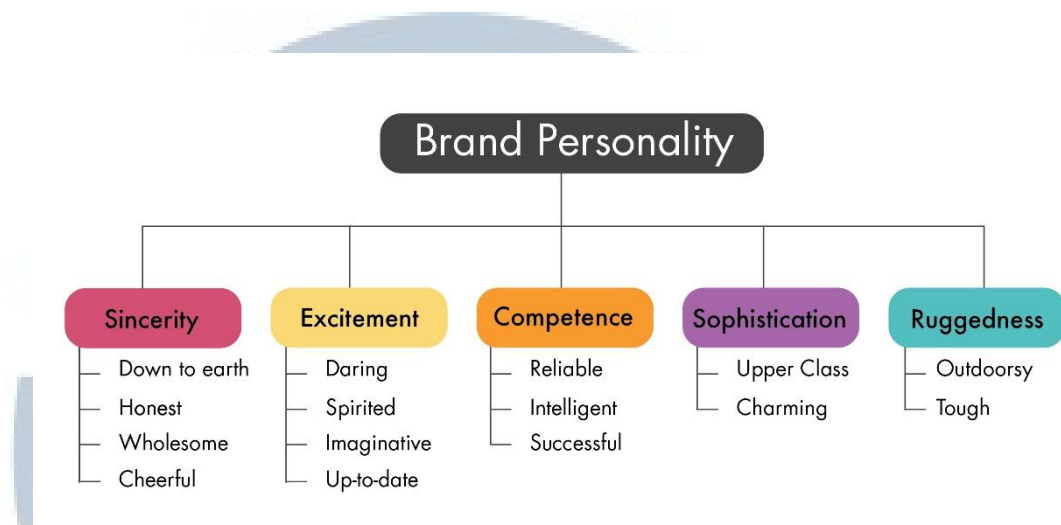 Brand Personality
Sincerity
Down to earth
Honest
Wholesome
Cheerful
Excitement
Daring
Spirited
Imaginative
Up-to-date
Competence
Reliable
Intelligent
Successful
Sophistication
Upper Class
Charming
Ruggedness
Outdoorsy
Tough